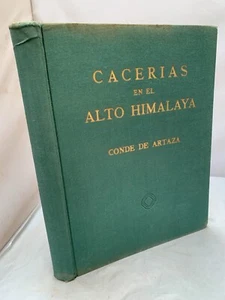 CACERIAS
EN EL
ALTO HIMALAYA
CONDE DE ARTAZA